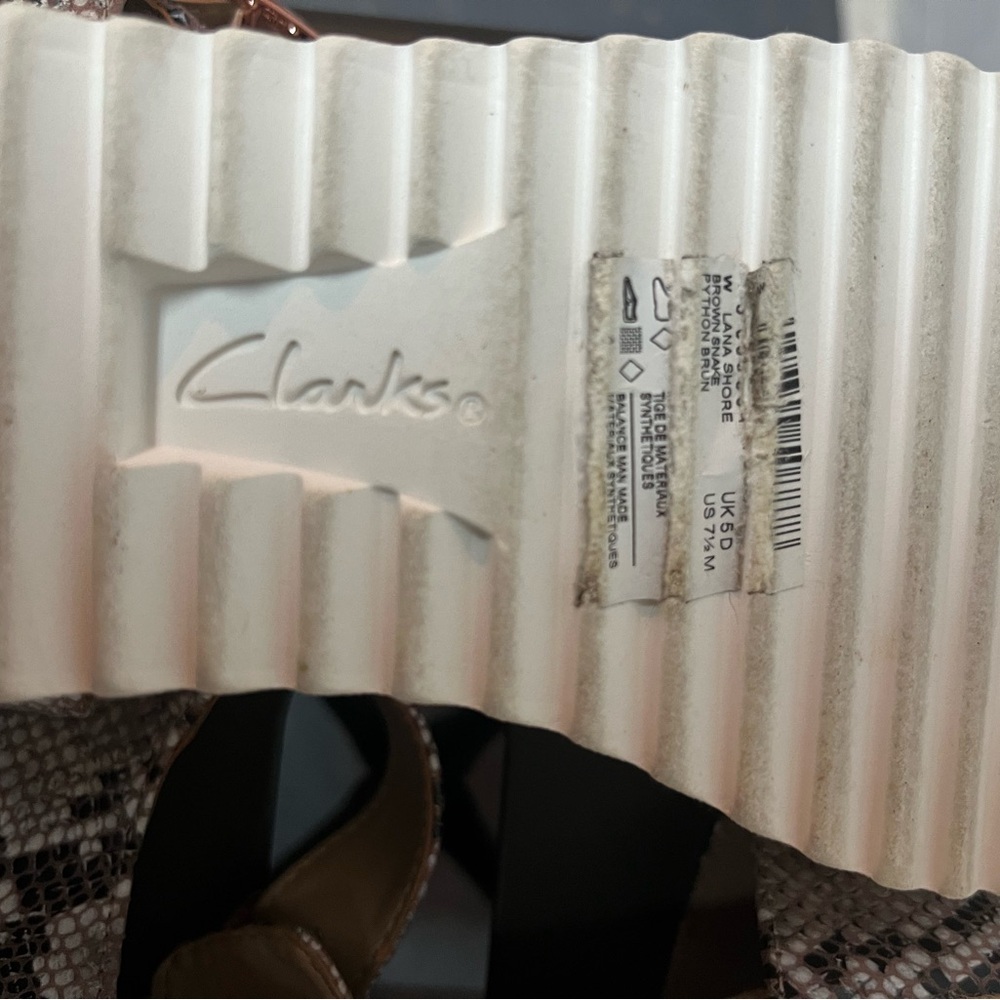 Clarks®
W LANA SHORE
BROWN SNAKE
PYTHON BRUN
UK 5 D
US 7½ M
TIGE DE MATERIAUX
SYNTHETIQUES
BALANCE MAN MADE
MATERIAUX SYNTHETIQUES